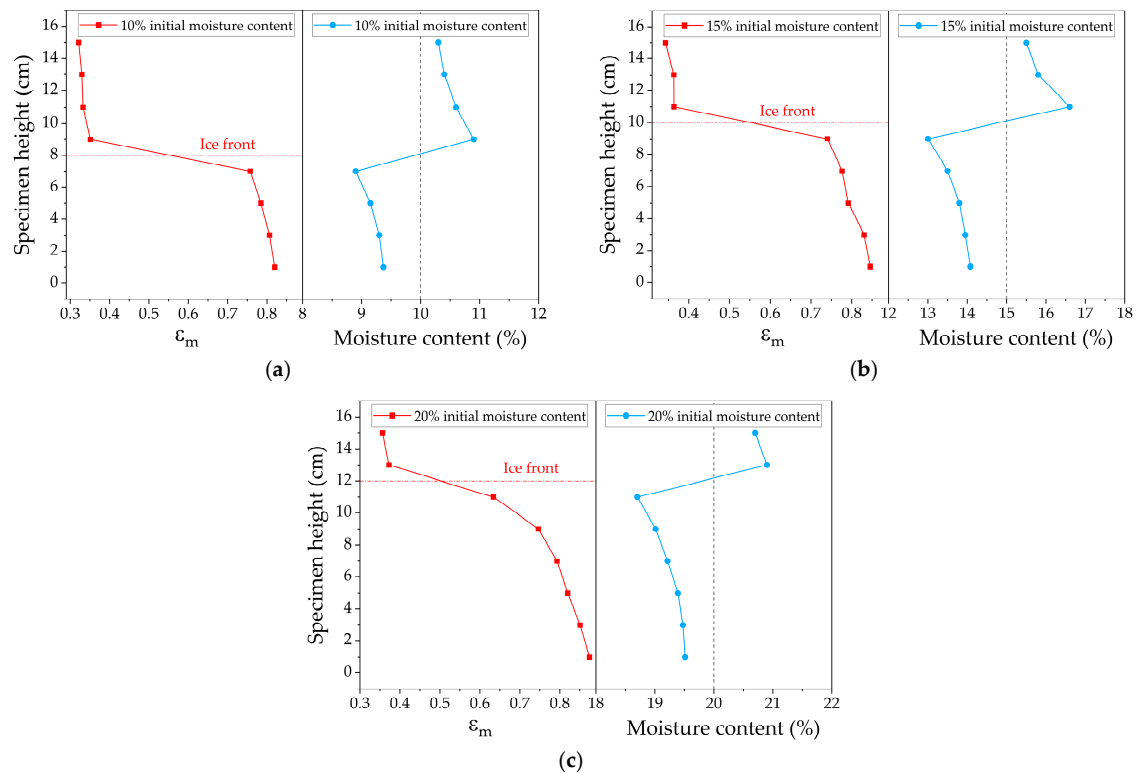 10% initial moisture content
10% initial moisture content
Specimen height (cm)
16
14
12
10
8
6
4
2
0
Ice front
0.3 0.4 0.5 0.6 0.7 0.8 8 9 10 11 12
εm
Moisture content (%)
(a)
15% initial moisture content
15% initial moisture content
Specimen height (cm)
16
14
12
10
8
6
4
2
0
Ice front
0.4 0.5 0.6 0.7 0.8 12 13 14 15 16 17 18
εm
Moisture content (%)
(b)
20% initial moisture content
20% initial moisture content
Specimen height (cm)
16
14
12
10
8
6
4
2
0
Ice front
0.3 0.4 0.5 0.6 0.7 0.8 18 19 20 21 22
εm
Moisture content (%)
(c)